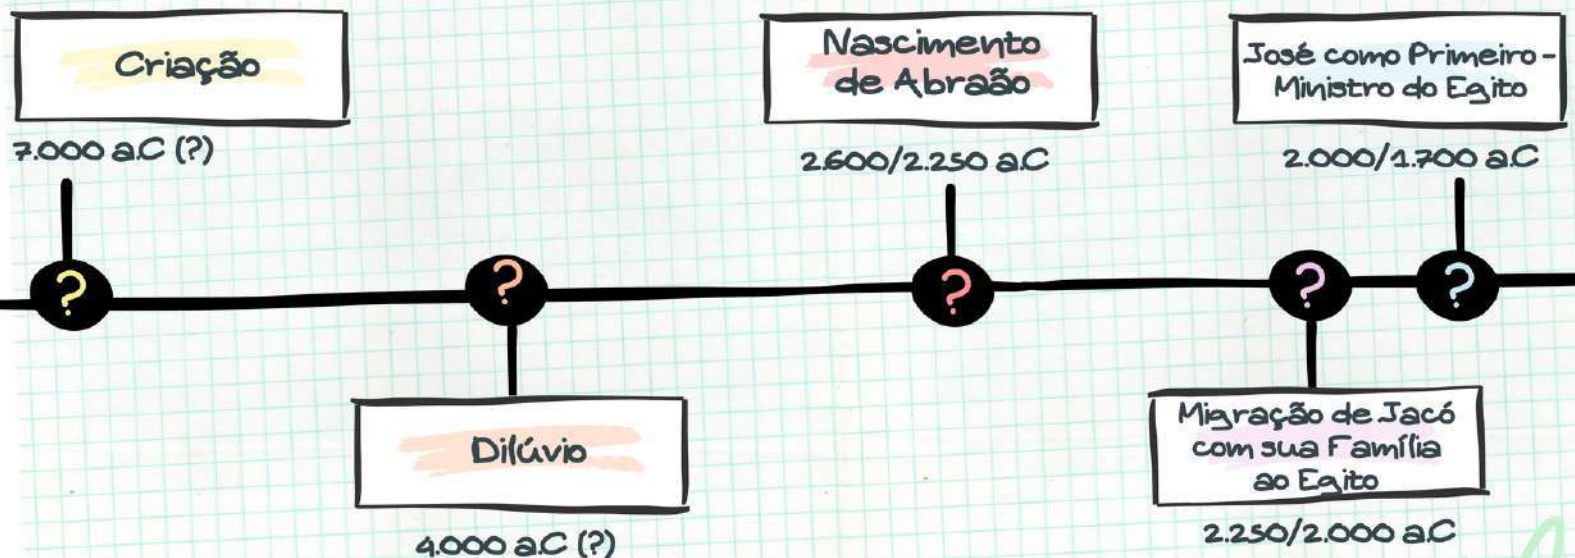 Criação
7.000 a.C (?)
?
Dilúvio
4.000 a.C (?)
?
Nascimento
de Abraão
2.600/2.250 a.C
?
Migração de Jacó
com sua Família
ao Egito
2.250/2.000 a.C
?
José como Primeiro-
Ministro do Egito
2.000/1.700 a.C
?